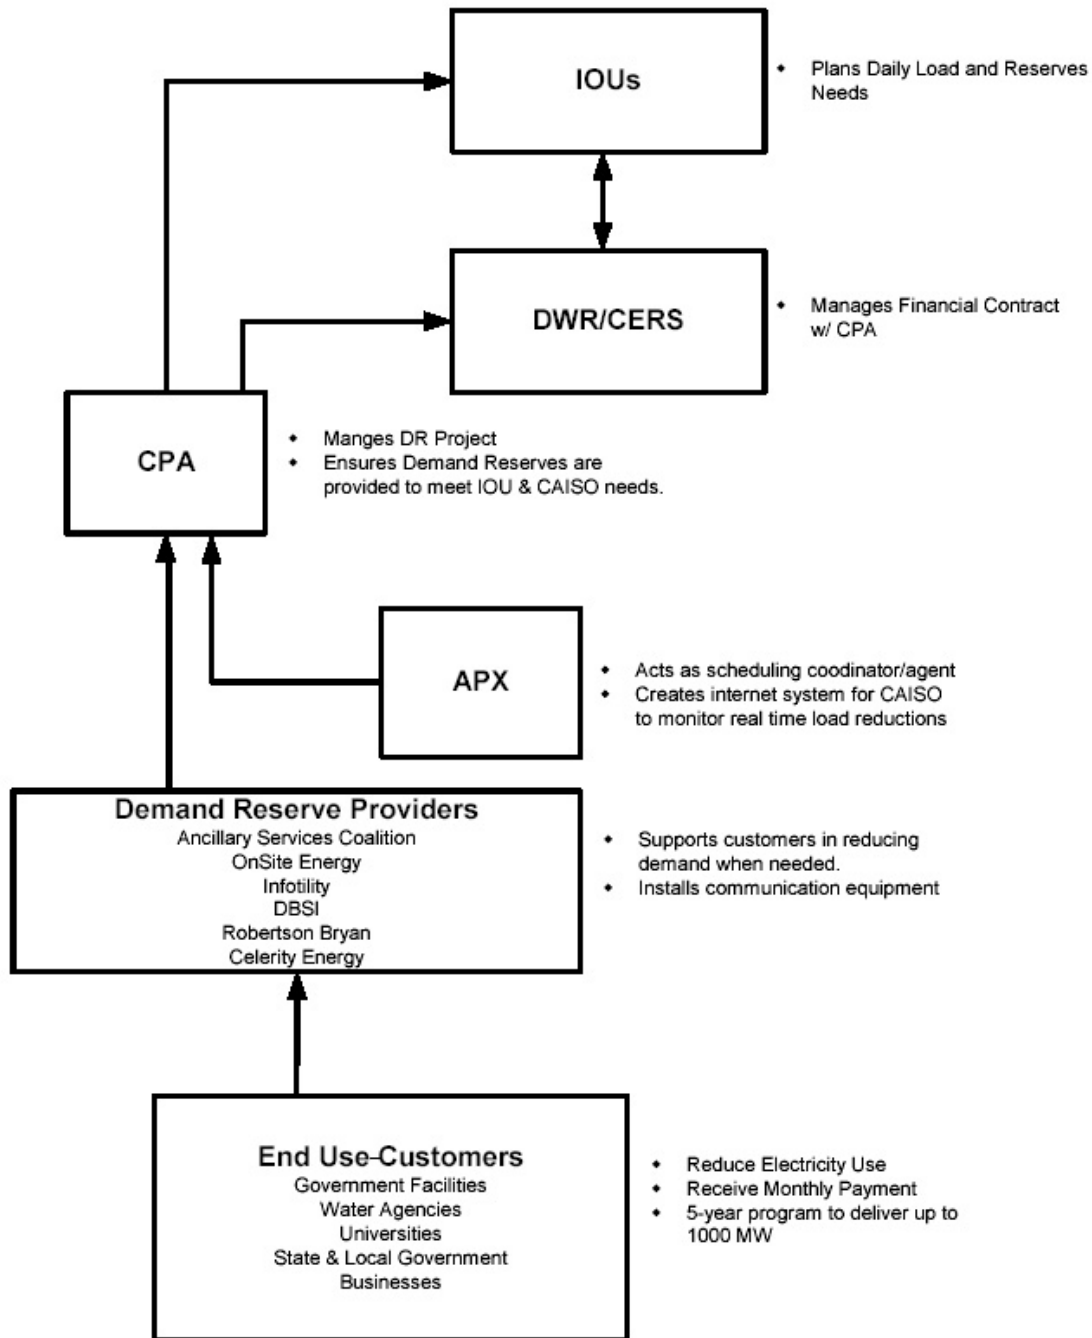 IOUs
◆ Plans Daily Load and Reserves
Needs
DWR/CERS
◆ Manages Financial Contract
w/ CPA
CPA
◆ Manges DR Project
◆ Ensures Demand Reserves are
provided to meet IOU & CAISO needs.
APX
◆ Acts as scheduling coodinator/agent
◆ Creates internet system for CAISO
to monitor real time load reductions
Demand Reserve Providers
Ancillary Services Coalition
OnSite Energy
Infotility
DBSI
Robertson Bryan
Celerity Energy
◆ Supports customers in reducing
demand when needed.
◆ Installs communication equipment
End Use-Customers
Government Facilities
Water Agencies
Universities
State & Local Government
Businesses
◆ Reduce Electricity Use
◆ Receive Monthly Payment
◆ 5-year program to deliver up to
1000 MW